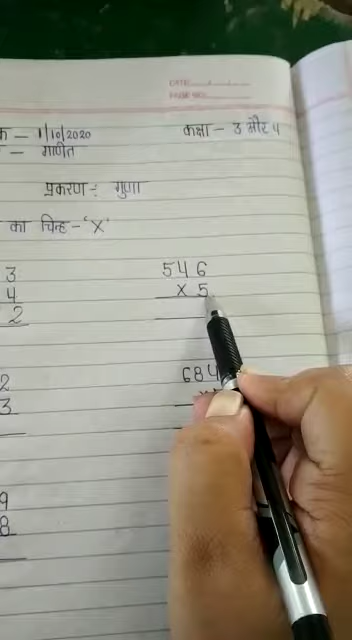 DATE
PAGE NO.
1/10/2020
कक्षा - 3 और 4
- गणित
प्रकरण :- गुणा
का चिन्ह - 'X'
3
4
2
546
X 5
2
3
684
9
8